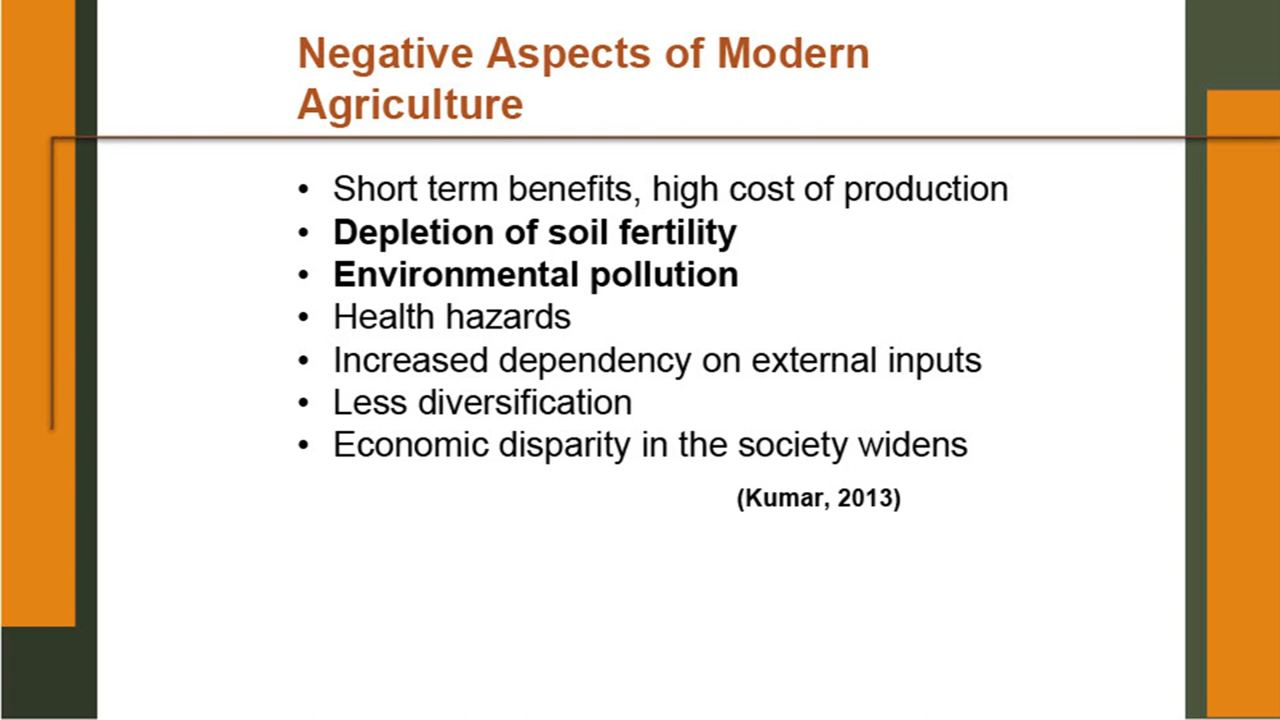 Negative Aspects of Modern
Agriculture
• Short term benefits, high cost of production
• Depletion of soil fertility
• Environmental pollution
• Health hazards
• Increased dependency on external inputs
• Less diversification
• Economic disparity in the society widens
(Kumar, 2013)